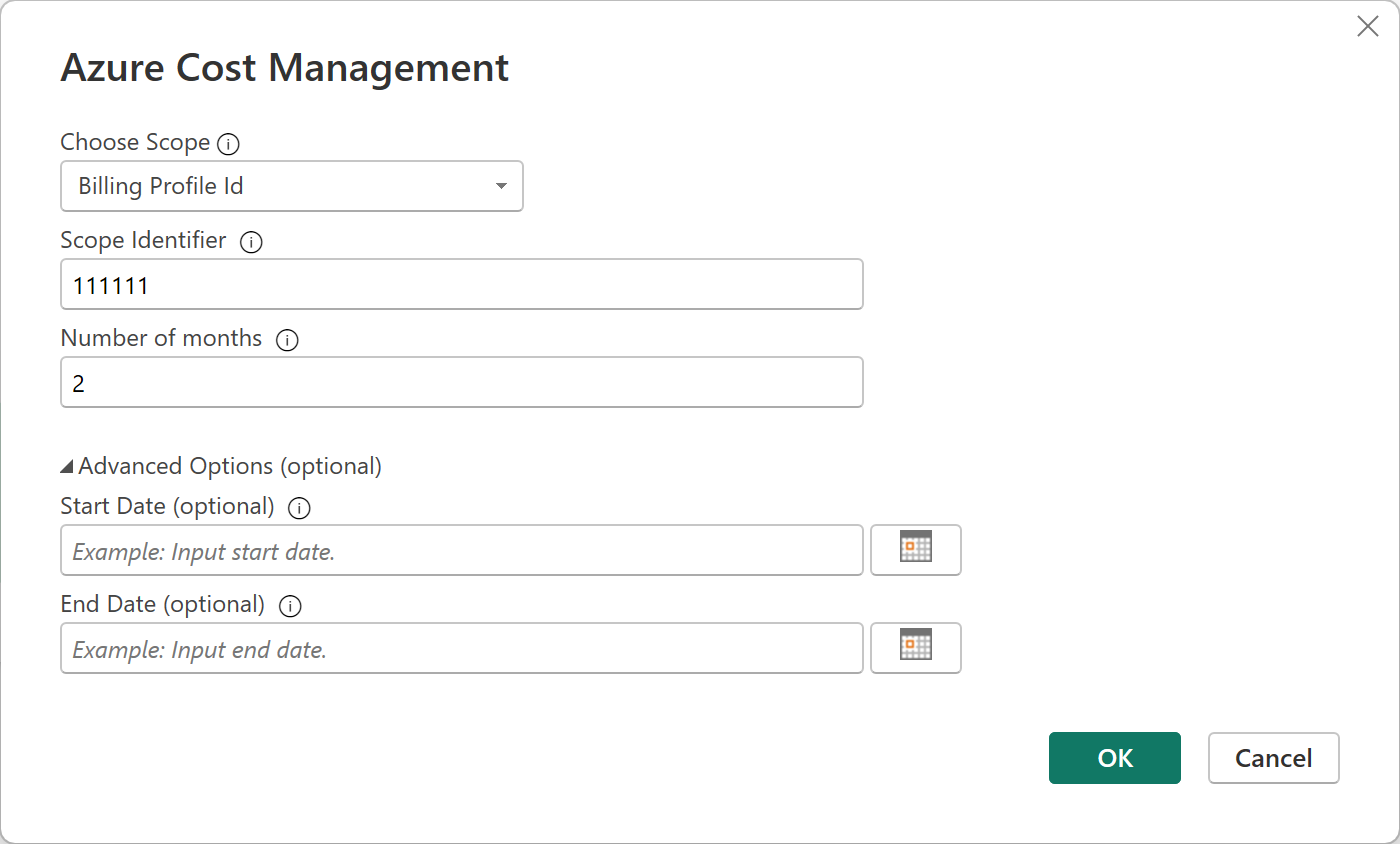 Azure Cost Management
Choose Scope
Billing Profile Id
Scope Identifier
111111
Number of months
2
Advanced Options (optional)
Start Date (optional)
Example: Input start date.
End Date (optional)
Example: Input end date.
OK
Cancel